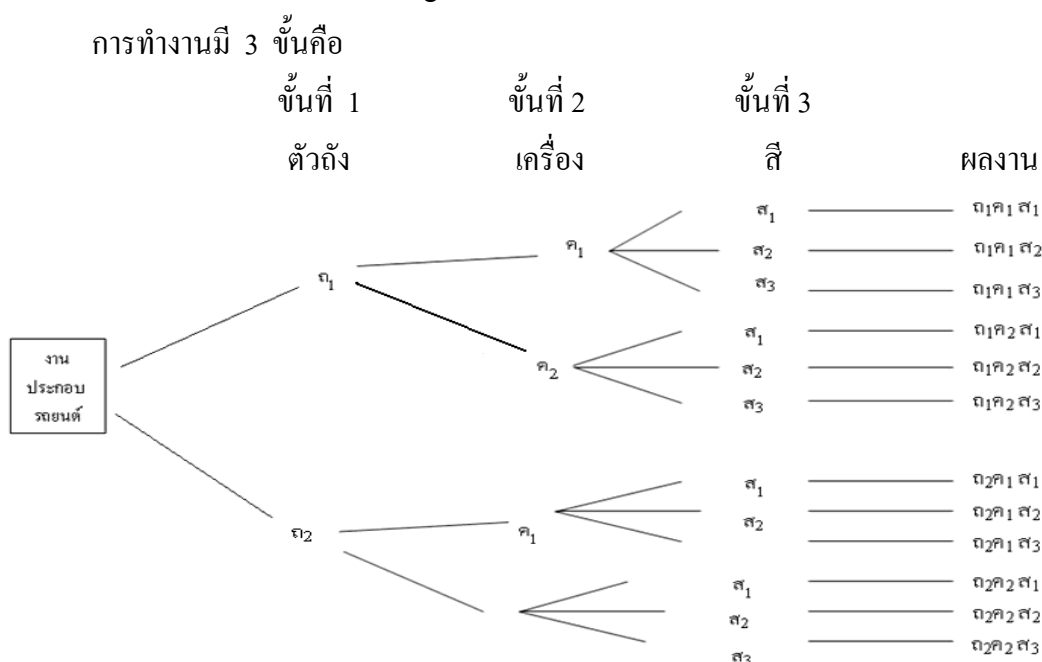 การทำงานมี 3 ขั้นคือ
ขั้นที่ 1 ขั้นที่ 2 ขั้นที่ 3
ตัวถัง เครื่อง สี ผลงาน
ส1 ถ1ค1ส1
ค1 ส2 ถ1ค1ส2
ถ1 ส3 ถ1ค1ส3
ส1 ถ1ค2ส1
งาน ค2 ส2 ถ1ค2ส2
ประกอบ
รถยนต์ ส3 ถ1ค2ส3
ส1 ถ2ค1ส1
ถ2 ค1 ส2 ถ2ค1ส2
ถ2ค1ส3
ส1 ถ2ค2ส1
ส2 ถ2ค2ส2
ส3 ถ2ค2ส3